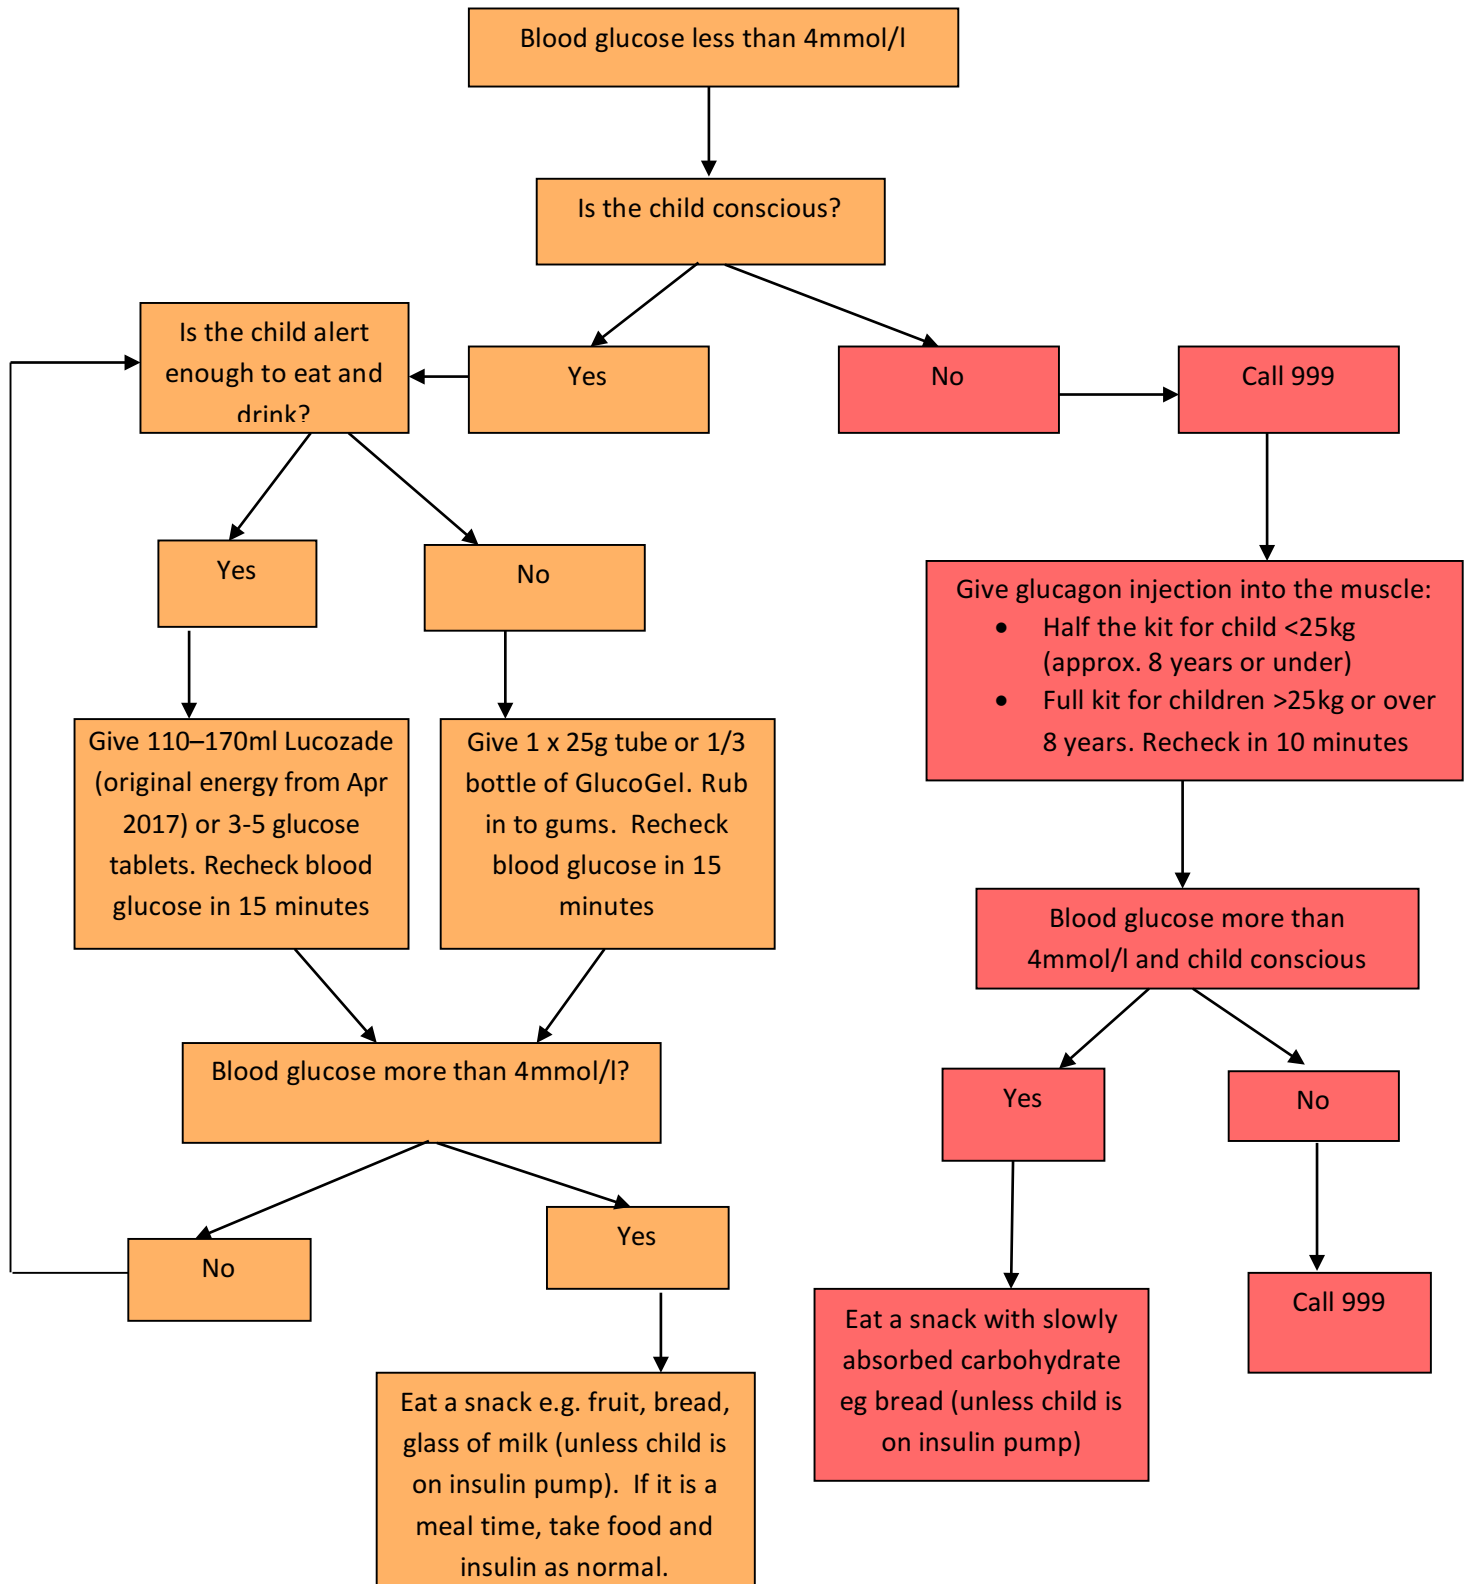 Blood glucose less than 4mmol/l
Is the child conscious?
Is the child alert
enough to eat and
drink?
Yes
No
Call 999
Yes
No
Give glucagon injection into the muscle:
• Half the kit for child <25kg
(approx. 8 years or under)
• Full kit for children >25kg or over
8 years. Recheck in 10 minutes
Give 110–170ml Lucozade
(original energy from Apr
2017) or 3-5 glucose
tablets. Recheck blood
glucose in 15 minutes
Give 1 x 25g tube or 1/3
bottle of GlucoGel. Rub
in to gums.  Recheck
blood glucose in 15
minutes
Blood glucose more than
4mmol/l and child conscious
Blood glucose more than 4mmol/l?
Yes
No
No
Yes
Eat a snack with slowly
absorbed carbohydrate
eg bread (unless child is
on insulin pump)
Call 999
Eat a snack e.g. fruit, bread,
glass of milk (unless child is
on insulin pump).  If it is a
meal time, take food and
insulin as normal.